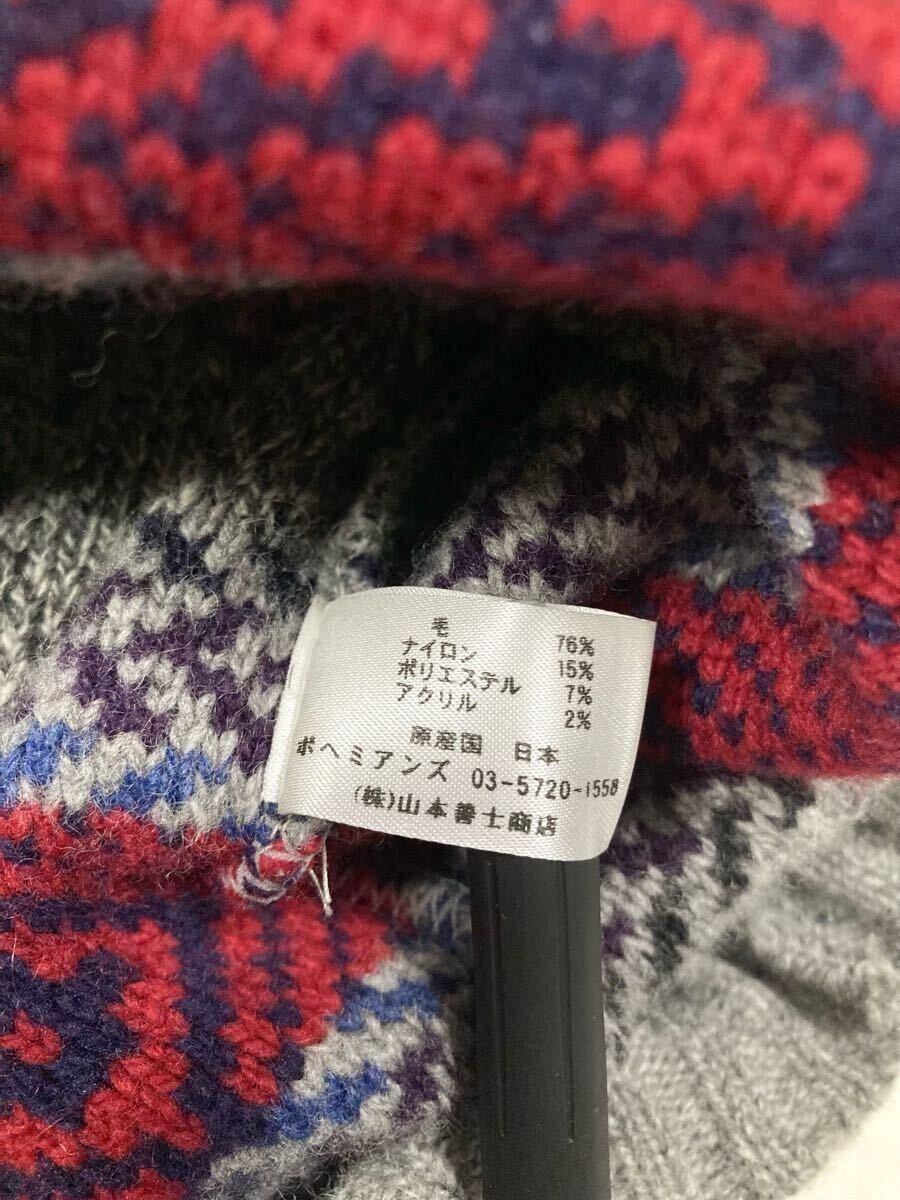 毛 76%
ナイロン 15%
ポリエステル 7%
アクリル 2%
原産国 日本
ボヘミアンズ 03-5720-1558
(株)山本善士商店